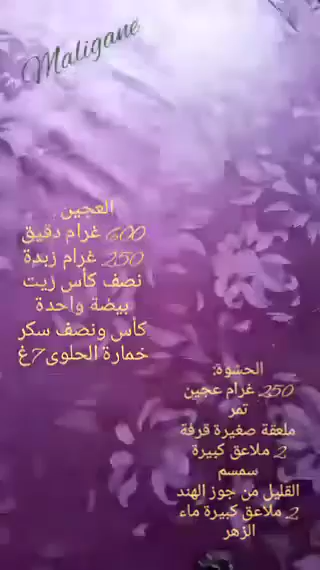 Maligane
العجين
600 غرام دقيق
250 غرام زبدة
نصف كأس زيت
بيضة واحدة
كأس ونصف سكر
خمارة الحلوى 7غ
الحشوة:
250 غرام عجين
تمر
ملعقة صغيرة قرفة
2 ملاعق كبيرة
سمسم
القليل من جوز الهند
2 ملاعق كبيرة ماء
الزهر